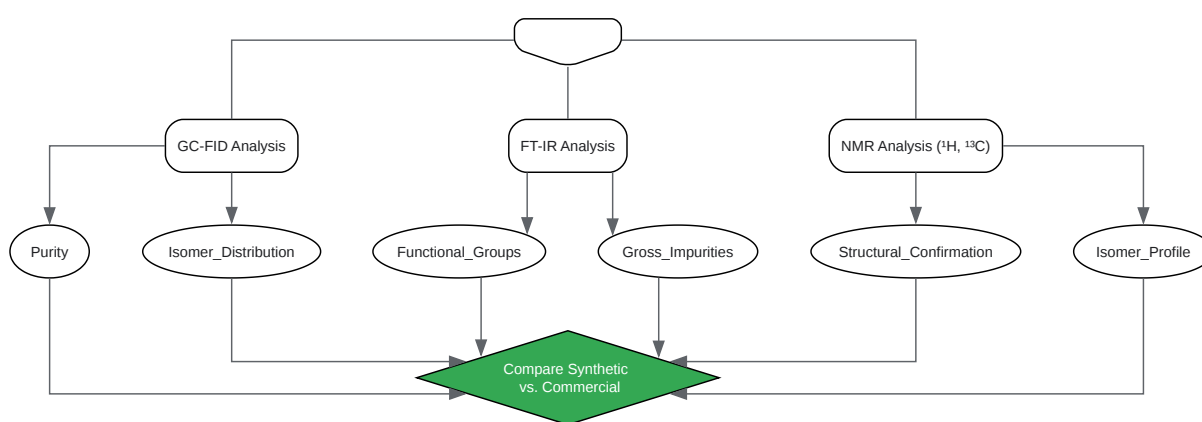 GC-FID Analysis
FT-IR Analysis
NMR Analysis (¹H, ¹³C)
Purity
Isomer_Distribution
Functional_Groups
Gross_Impurities
Structural_Confirmation
Isomer_Profile
Compare Synthetic
vs. Commercial